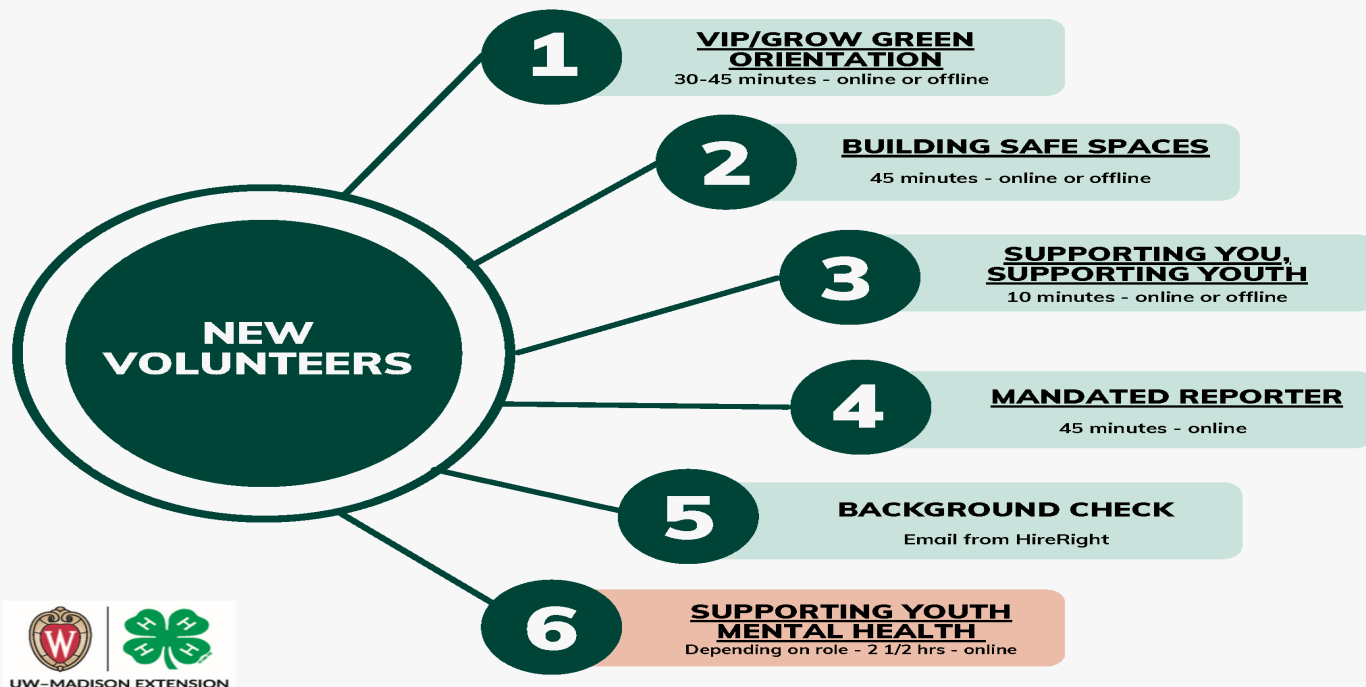 1
VIP/GROW GREEN
ORIENTATION
30-45 minutes - online or offline
2
BUILDING SAFE SPACES
45 minutes - online or offline
3
SUPPORTING YOU,
SUPPORTING YOUTH
10 minutes - online or offline
NEW
VOLUNTEERS
4
MANDATED REPORTER
45 minutes - online
5
BACKGROUND CHECK
Email from HireRight
6
SUPPORTING YOUTH
MENTAL HEALTH
Depending on role - 2 1/2 hrs - online
W
H H
H H
UW-MADISON EXTENSION